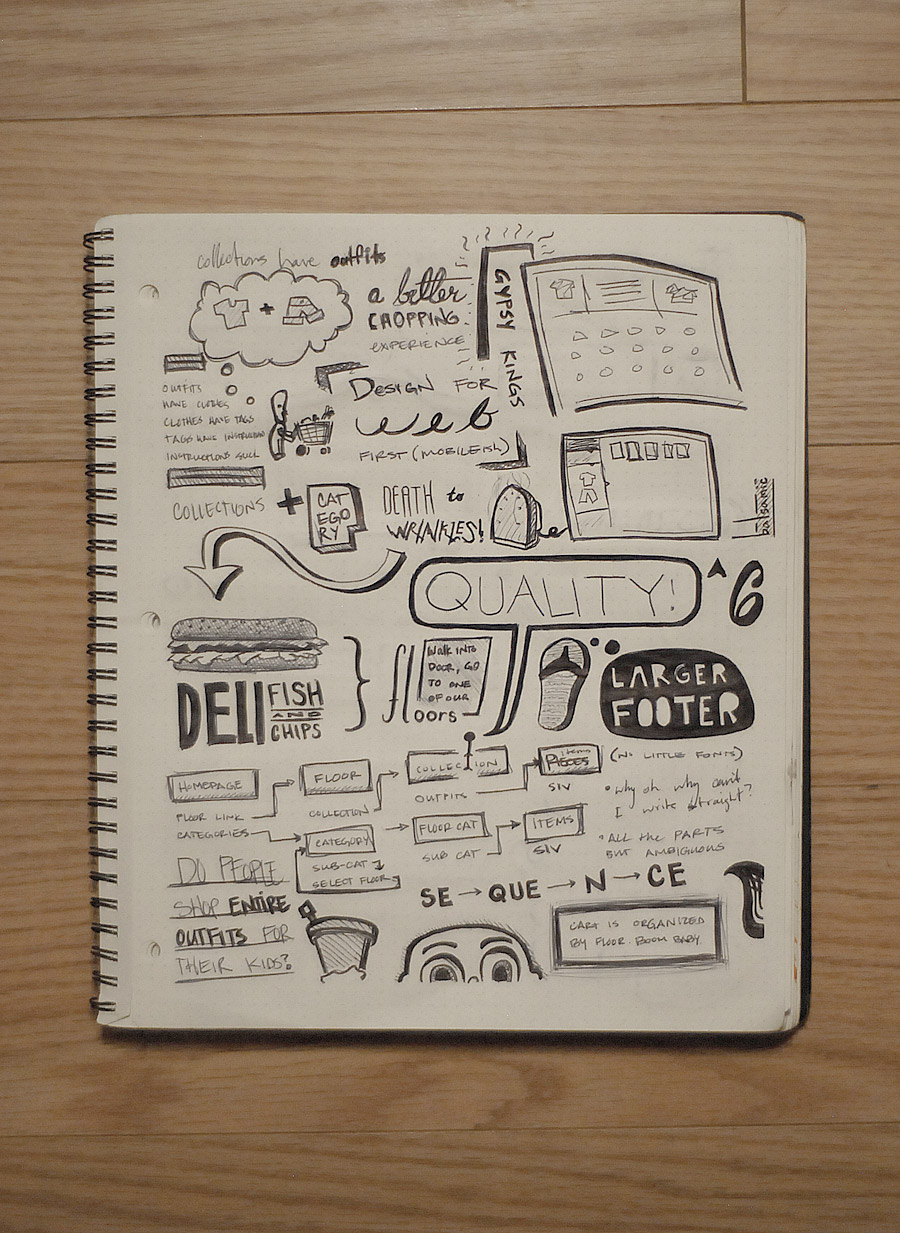 collections have outfits
a better
CHOPPING
EXPERIENCE
GYPSY KINGS
OUTFITS
HAVE CLOTHES
CLOTHES HAVE TAGS
TAGS HAVE INSTRUCTIONS
INSTRUCTIONS SUCK
DESIGN FOR
web
FIRST (MOBILEISH)
COLLECTIONS
+
CAT
EGO
RY
DEATH to
WRINKLES!
balsamic
QUALITY!
6
DELI FISH
AND
CHIPS
WALK INTO
DOOR, GO
TO ONE
OF OUR
floors
LARGER
FOOTER
(NO LITTLE FONTS)
HOMEPAGE
FLOOR LINK
CATEGORIES
FLOOR
COLLECTION
COLLECTION
OUTFITS
items
PIECES
SIV
CATEGORY
SUB-CAT
SELECT FLOOR
FLOOR CAT
SUB CAT
ITEMS
SIV
• why oh why can't
I write straight?
• ALL the PARTS
BUT AMBIGUOUS
DO PEOPLE
SHOP ENTIRE
OUTFITS FOR
THEIR KIDS?
SE → QUE → N → CE
CART IS ORGANIZED
BY FLOOR. BOOM BABY.